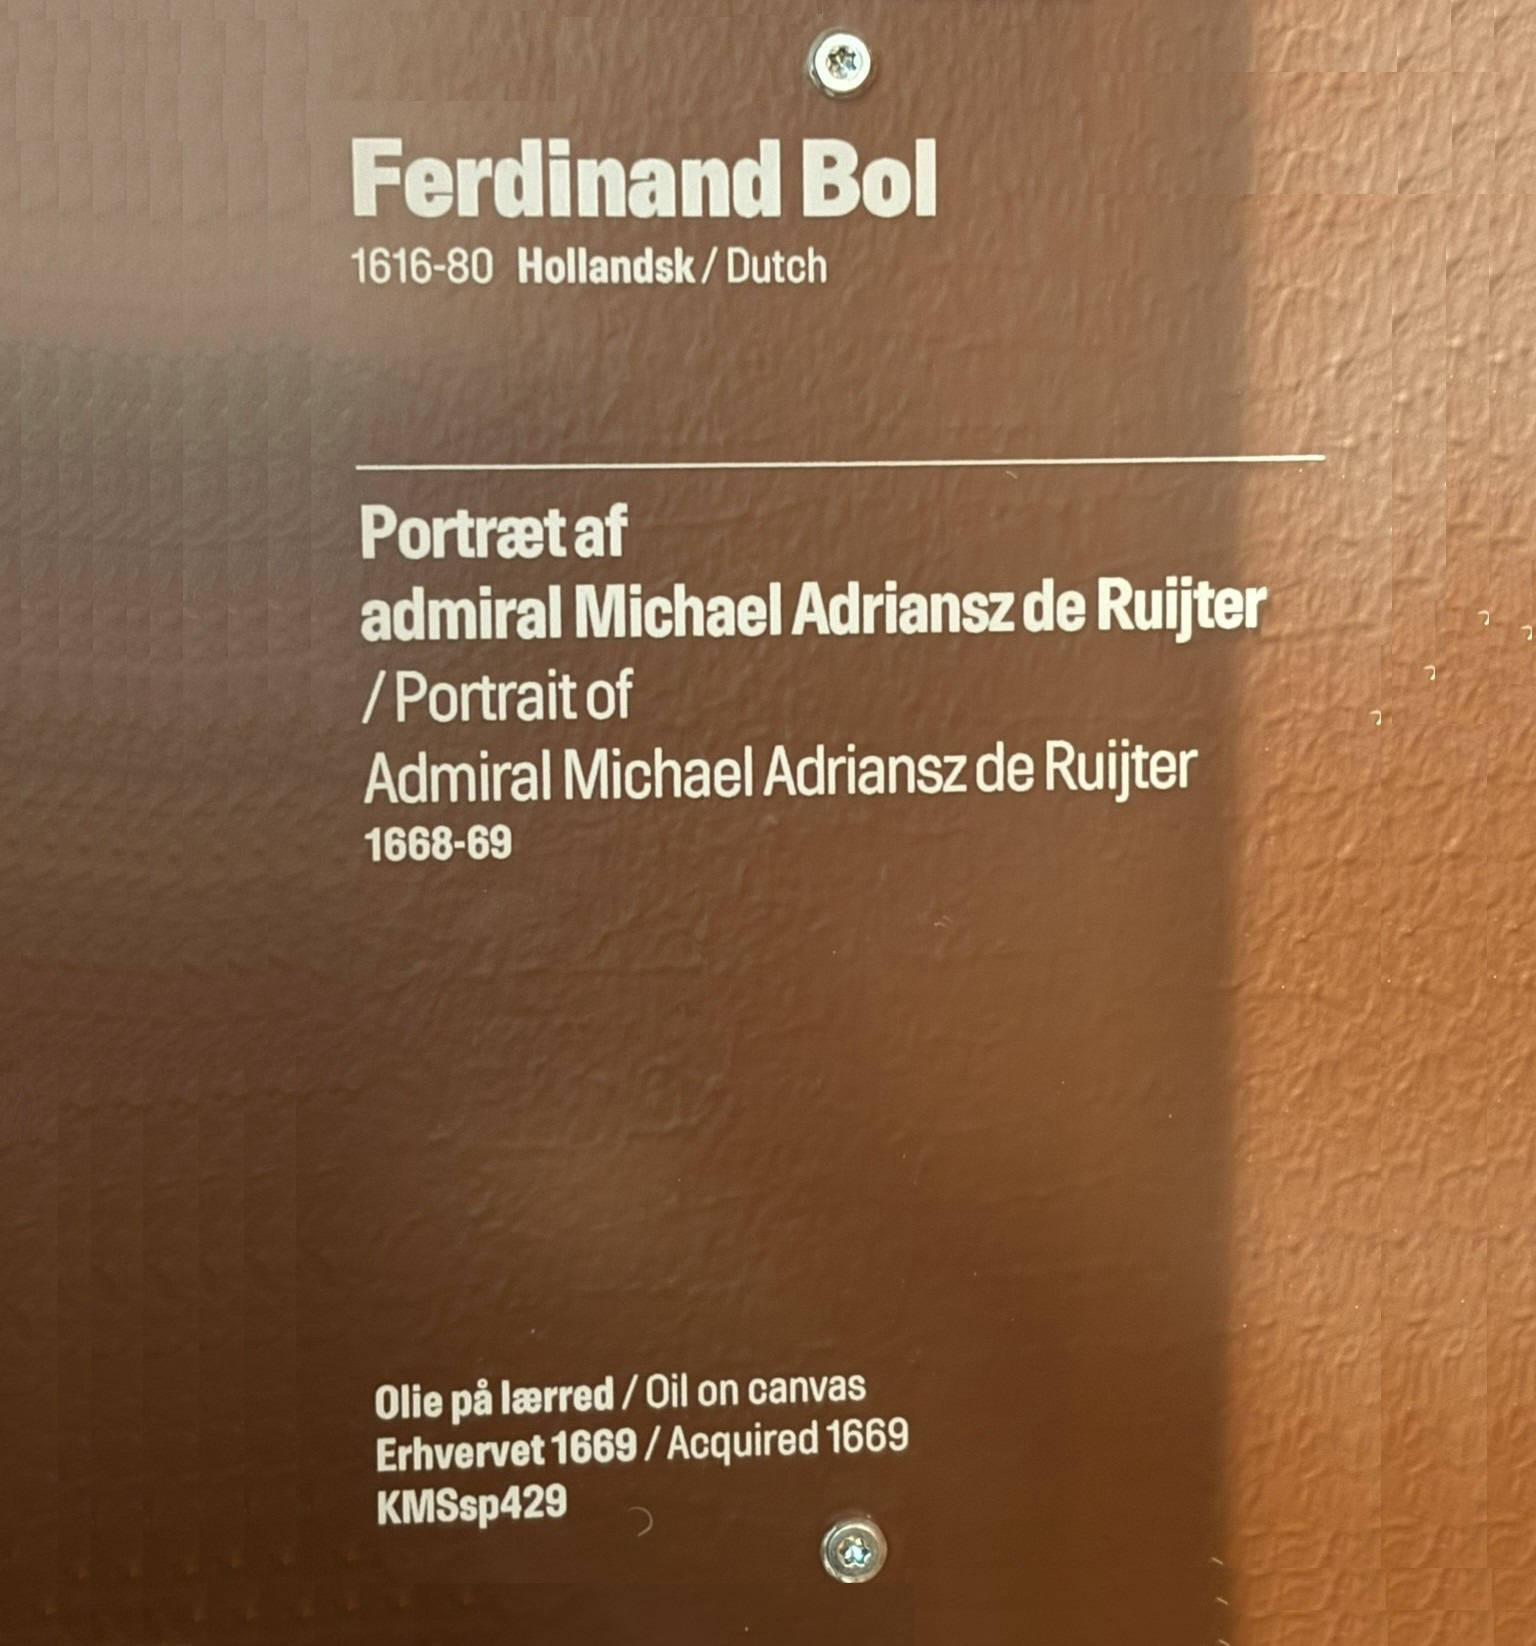 Ferdinand Bol
1616-80 Hollandsk / Dutch
Portræt af
admiral Michael Adriansz de Ruijter
/ Portrait of
Admiral Michael Adriansz de Ruijter
1668-69
Olie på lærred / Oil on canvas
Erhvervet 1669 / Acquired 1669
KMSsp429